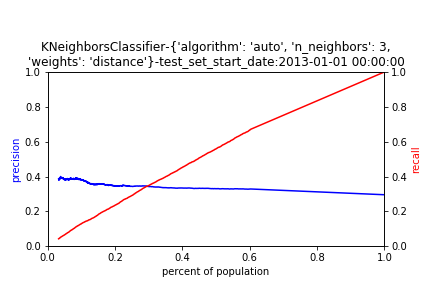 KNeighborsClassifier-{'algorithm': 'auto', 'n_neighbors': 3,
'weights': 'distance'}-test_set_start_date:2013-01-01 00:00:00
1.0
0.8
0.6
0.4
0.2
0.0
precision
1.0
0.8
0.6
0.4
0.2
0.0
recall
0.0 0.2 0.4 0.6 0.8 1.0
percent of population